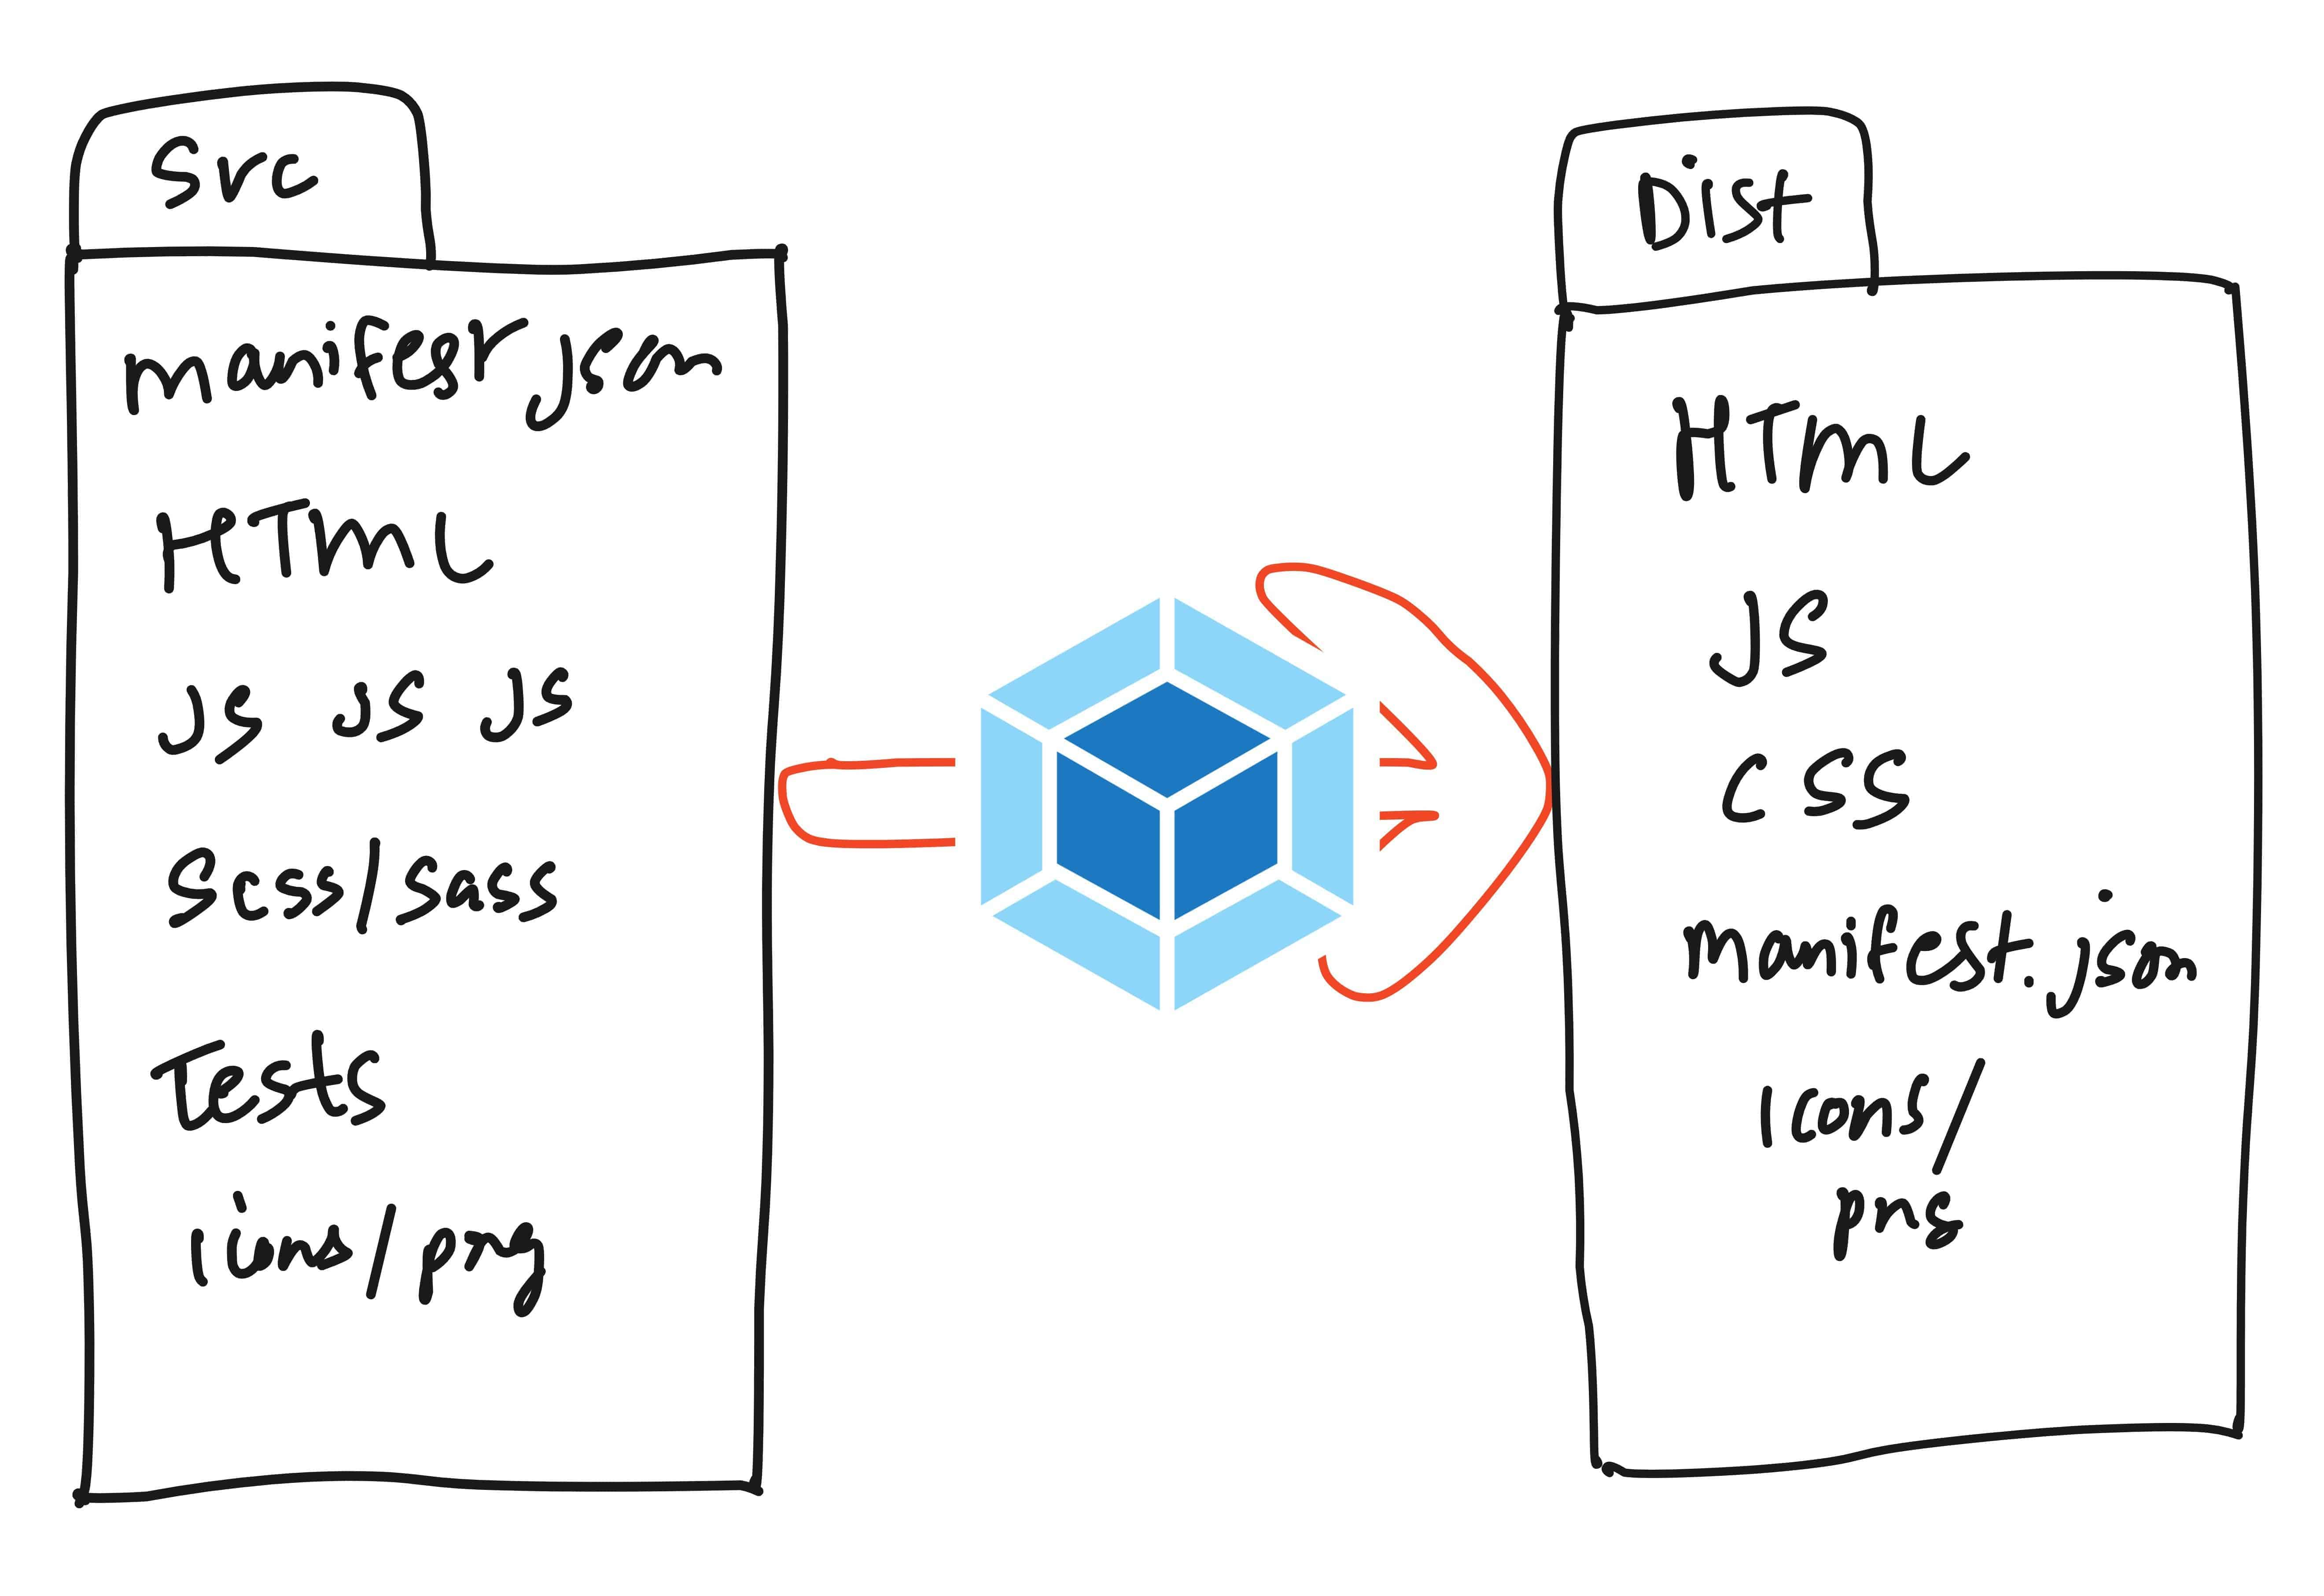 Src
manifest json
HTML
JS JS JS
Scss/sass
Tests
icons/png
Dist
HTML
JS
CSS
manifest.json
Icons/
png